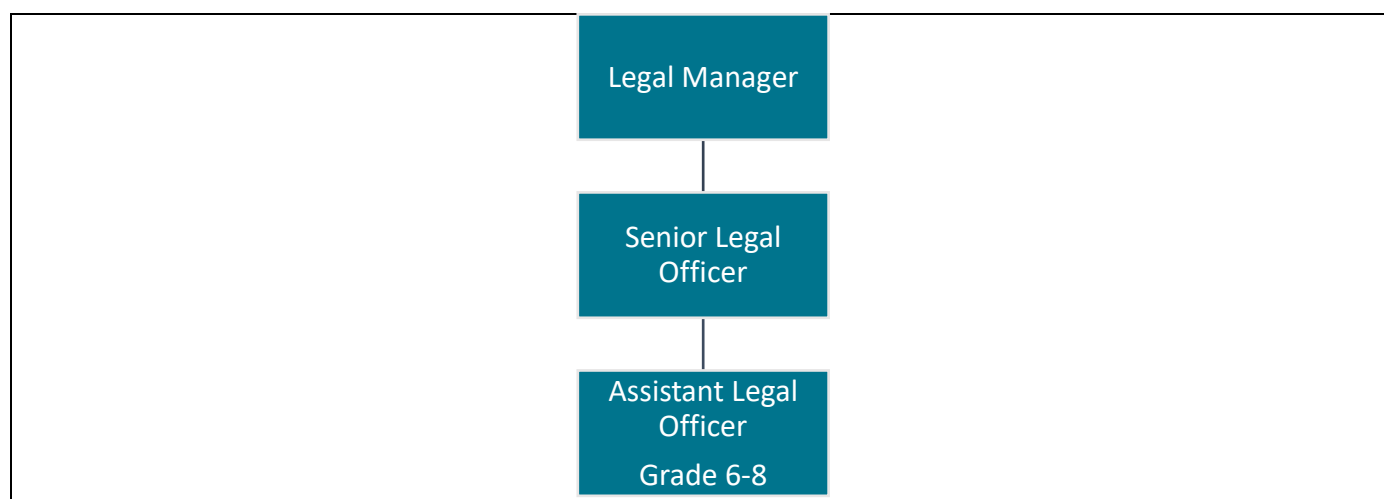 Legal Manager
Senior Legal
Officer
Assistant Legal
Officer
Grade 6-8